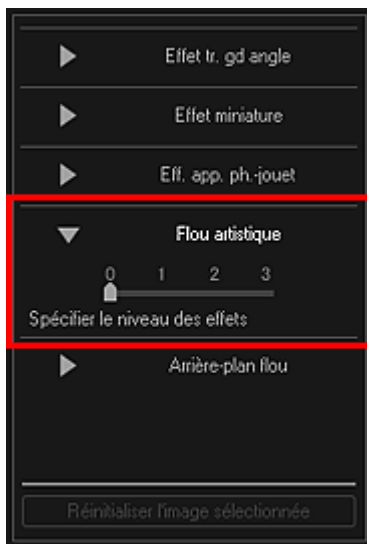 Effet tr. gd angle
Effet miniature
Eff. app. ph.-jouet
Flou artistique
0 1 2 3
Spécifier le niveau des effets
Arrière-plan flou
Réinitialiser l'image sélectionnée